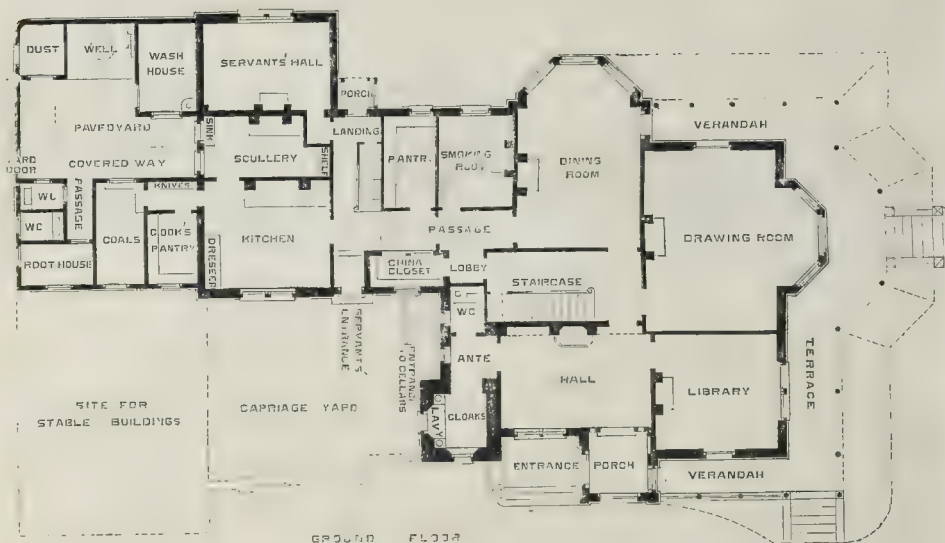 DUST
WELL
WASH
HOUSE
SERVANTS' HALL
PORCH
PAVED YARD
SINK
LANDING
VERANDAH
SCULLERY
SHELF
PANTR.
SMOKING
ROOM
DINING
ROOM
COVERED WAY
YARD
DOOR
PASSAGE
KNIVES
WC
WC
COALS
COOK'S
PANTRY
DRESSER
KITCHEN
PASSAGE
DRAWING ROOM
ROOT HOUSE
CHINA
CLOSET
LOBBY
STAIRCASE
WC
SERVANTS
ENTRANCE
ENTRANCE
TO CELLARS
ANTE
HALL
LIBRARY
TERRACE
SITE FOR
STABLE BUILDINGS
CARRIAGE YARD
LAVY
CLOAKS
ENTRANCE
PORCH
VERANDAH
GROUND FLOOR